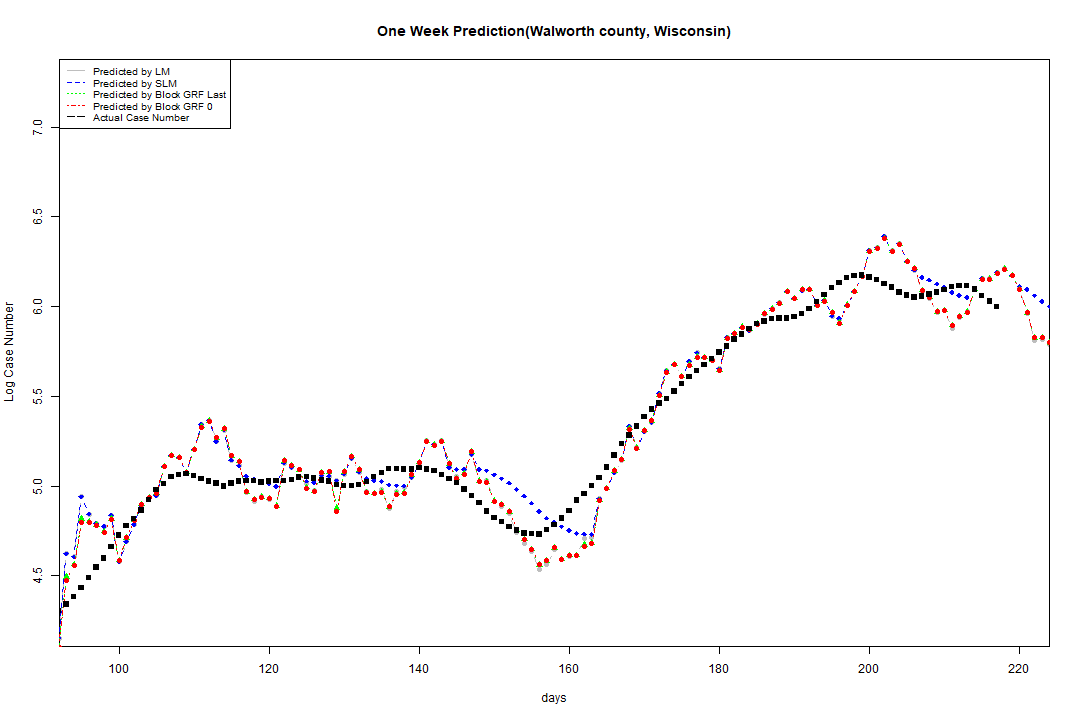 One Week Prediction(Walworth county, Wisconsin)
Predicted by LM
Predicted by SLM
Predicted by Block GRF Last
Predicted by Block GRF 0
Actual Case Number
7.0
6.5
6.0
5.5
5.0
4.5
Log Case Number
100 120 140 160 180 200 220
days